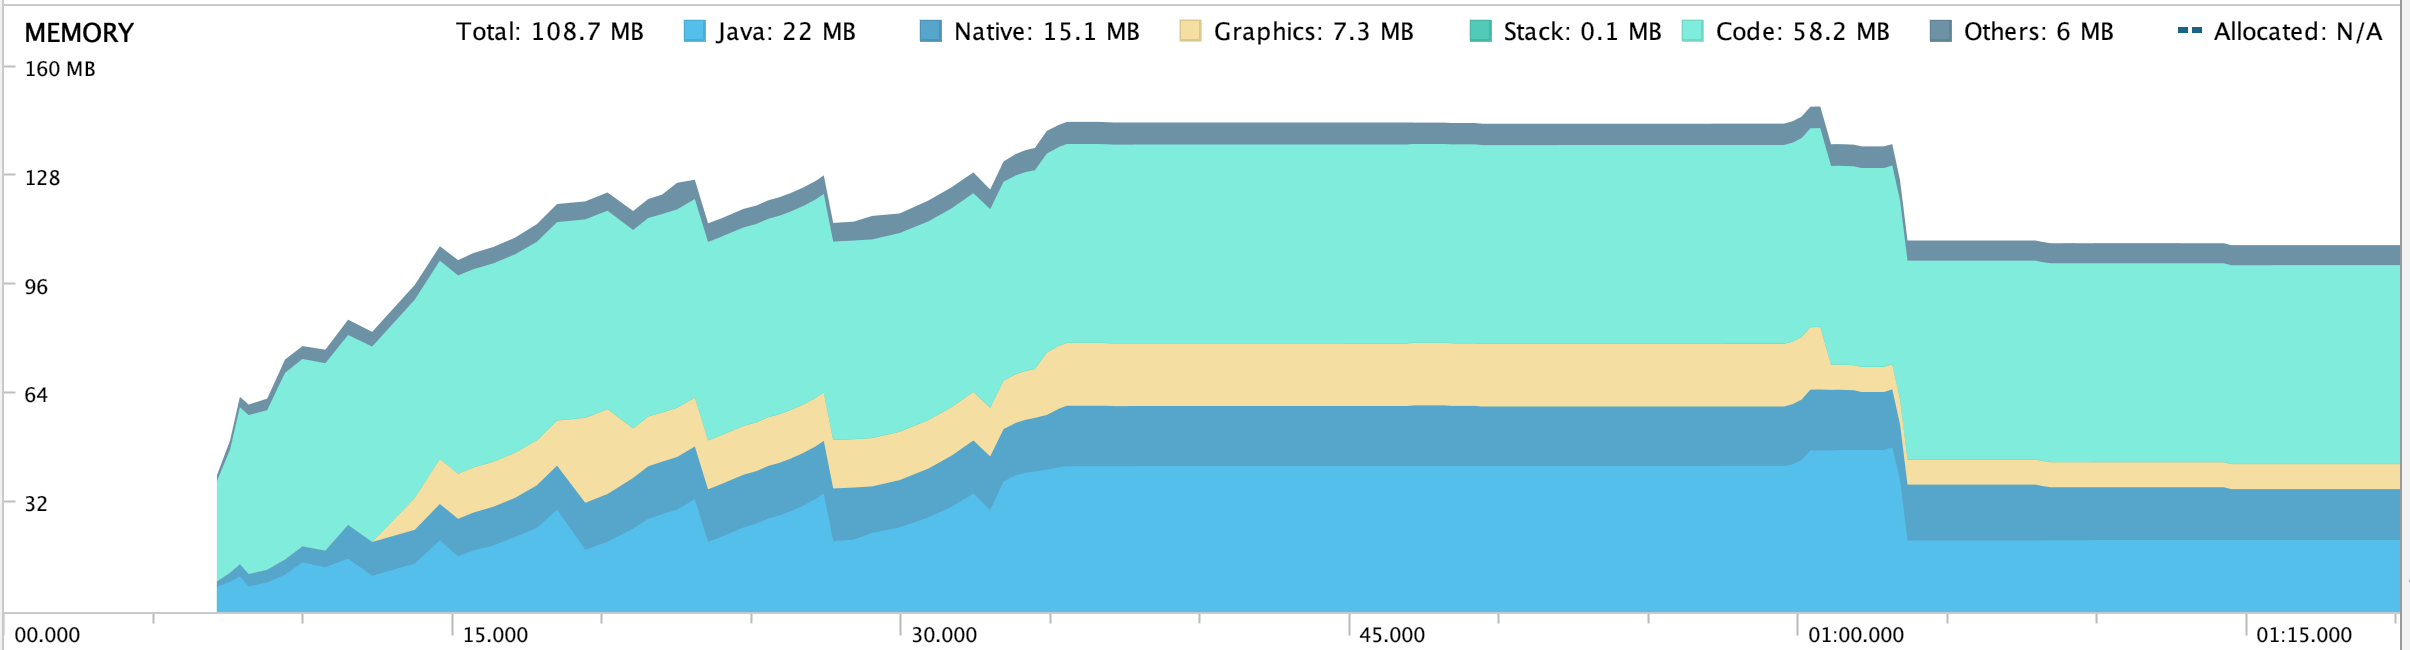 MEMORY Total: 108.7 MB Java: 22 MB Native: 15.1 MB Graphics: 7.3 MB Stack: 0.1 MB Code: 58.2 MB Others: 6 MB Allocated: N/A
160 MB
128
96
64
32
00.000 15.000 30.000 45.000 01:00.000 01:15.000